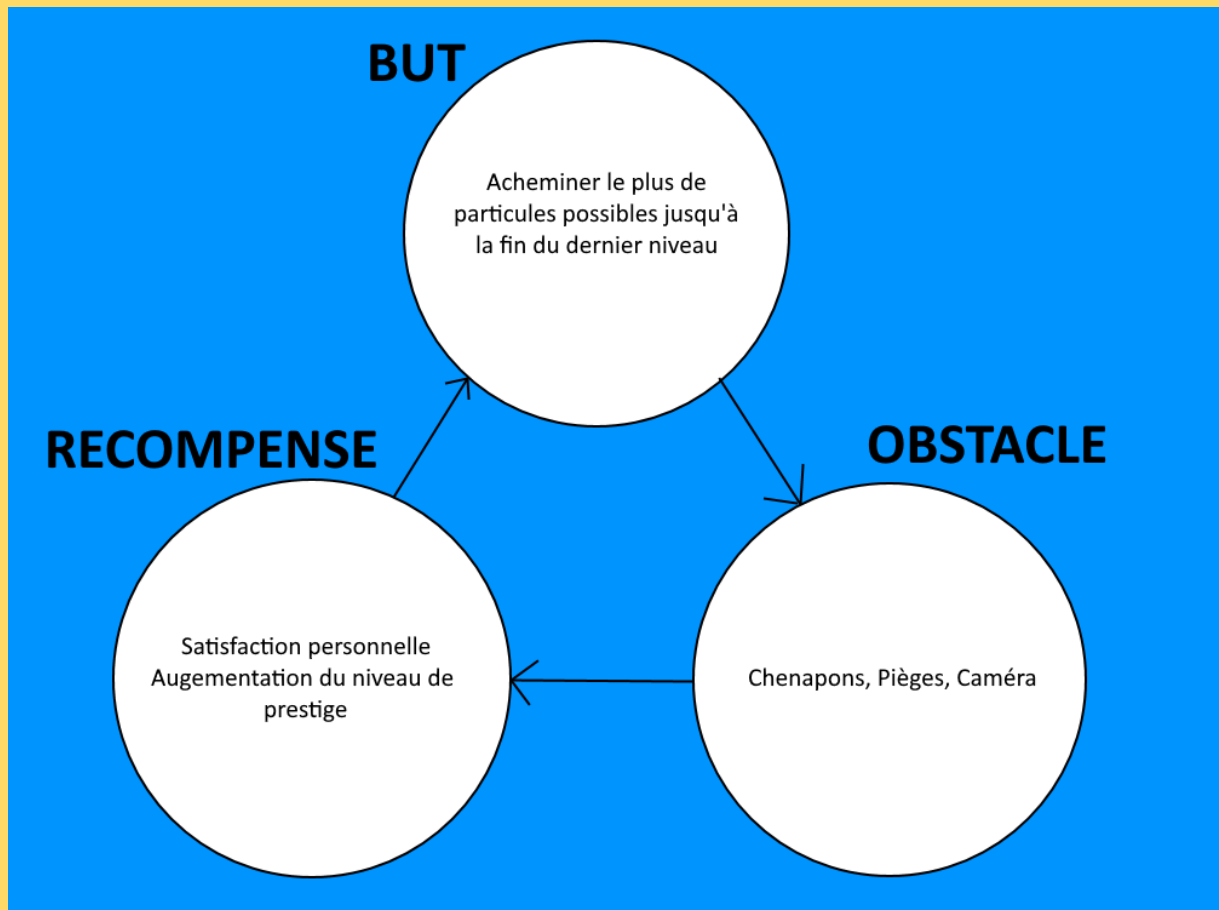 BUT
Acheminer le plus de
particules possibles jusqu'à
la fin du dernier niveau
RECOMPENSE
OBSTACLE
Satisfaction personnelle
Augementation du niveau de
prestige
Chenapons, Pièges, Caméra